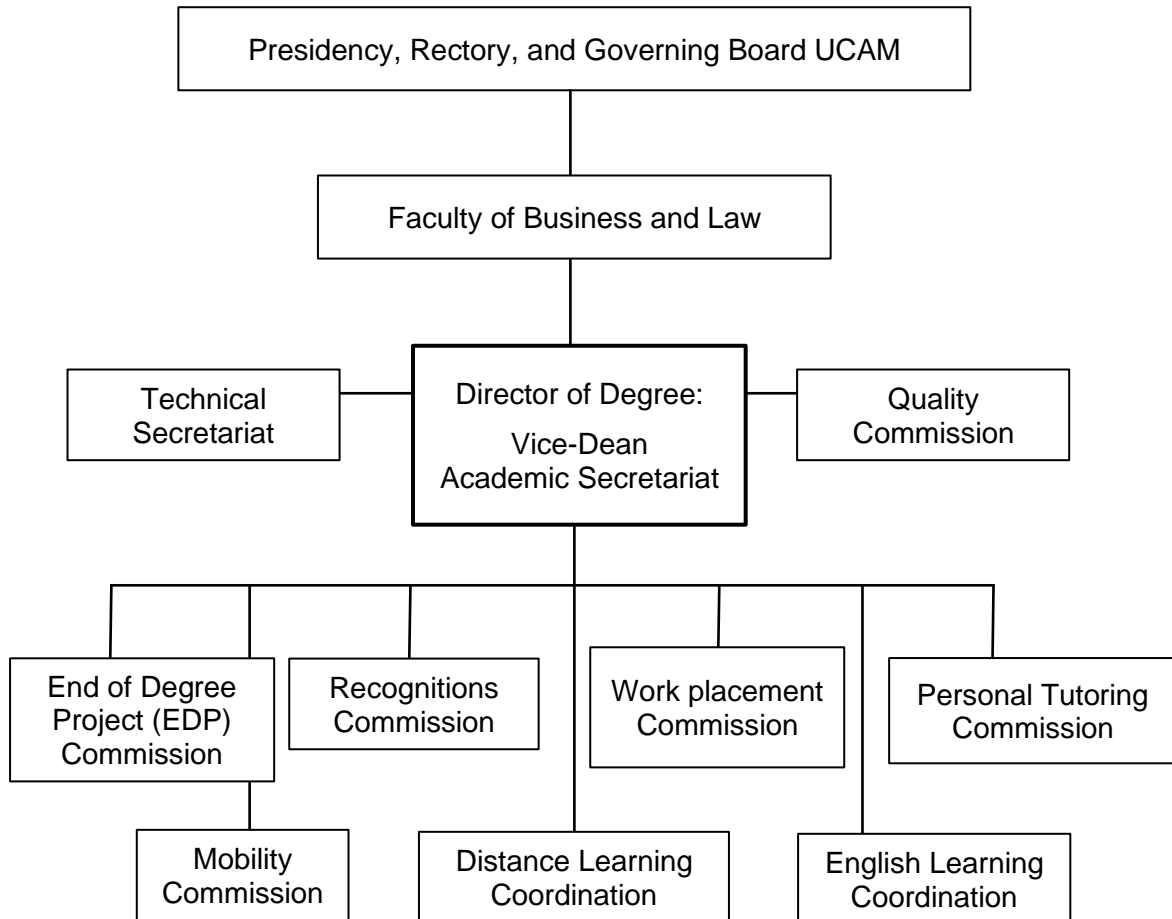 Presidency, Rectory, and Governing Board UCAM
Faculty of Business and Law
Technical
Secretariat
Director of Degree:
Vice-Dean
Academic Secretariat
Quality
Commission
End of Degree
Project (EDP)
Commission
Recognitions
Commission
Work placement
Commission
Personal Tutoring
Commission
Mobility
Commission
Distance Learning
Coordination
English Learning
Coordination